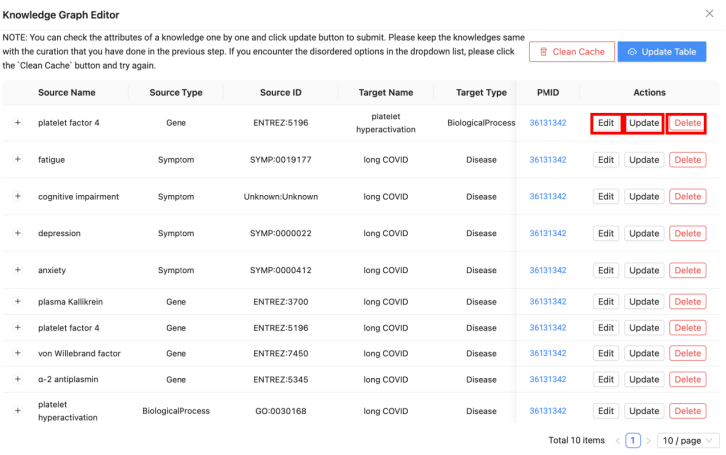 Knowledge Graph Editor
NOTE: You can check the attributes of a knowledge one by one and click update button to submit. Please keep the knowledges same
with the curation that you have done in the previous step. If you encounter the disordered options in the dropdown list, please click
the `Clean Cache` button and try again.
Clean Cache
Update Table
Source Name Source Type Source ID Target Name Target Type PMID Actions
+ platelet factor 4 Gene ENTREZ:5196 platelet hyperactivation BiologicalProcess 36131342 Edit Update Delete
+ fatigue Symptom SYMP:0019177 long COVID Disease 36131342 Edit Update Delete
+ cognitive impairment Symptom Unknown:Unknown long COVID Disease 36131342 Edit Update Delete
+ depression Symptom SYMP:0000022 long COVID Disease 36131342 Edit Update Delete
+ anxiety Symptom SYMP:0000412 long COVID Disease 36131342 Edit Update Delete
+ plasma Kallikrein Gene ENTREZ:3700 long COVID Disease 36131342 Edit Update Delete
+ platelet factor 4 Gene ENTREZ:5196 long COVID Disease 36131342 Edit Update Delete
+ von Willebrand factor Gene ENTREZ:7450 long COVID Disease 36131342 Edit Update Delete
+ α-2 antiplasmin Gene ENTREZ:5345 long COVID Disease 36131342 Edit Update Delete
+ platelet hyperactivation BiologicalProcess GO:0030168 long COVID Disease 36131342 Edit Update Delete
Total 10 items < 1 > 10 / page